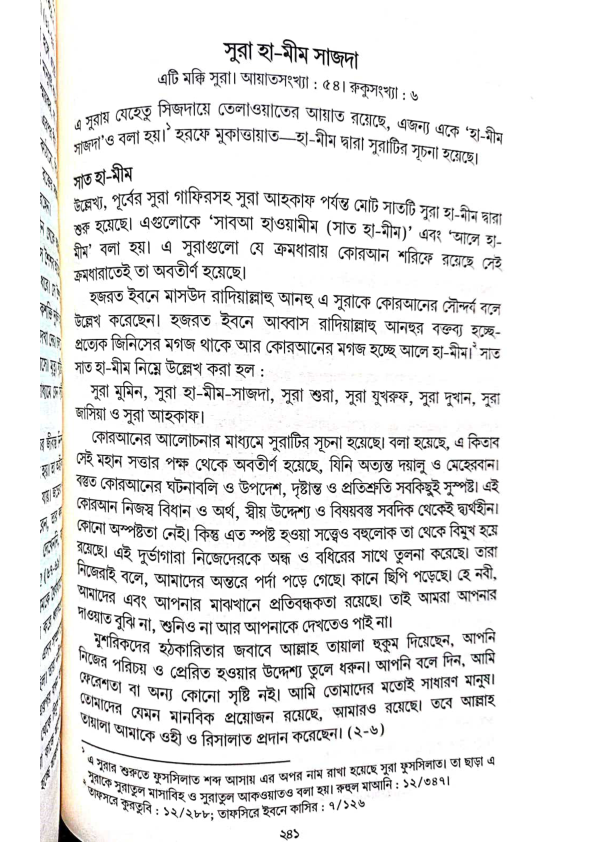 সুরা হা-মীম সাজদা
এটি মক্কি সুরা। আয়াতসংখ্যা : ৫৪। রুকুসংখ্যা : ৬
এ সুরায় যেহেতু সিজদায়ে তেলাওয়াতের আয়াত রয়েছে, এজন্য একে ‘হা-মীম
সাজদা’ও বলা হয়।১ হরফে মুকাত্তায়াত—হা-মীম দ্বারা সুরাটির সূচনা হয়েছে।
সাত হা-মীম
উল্লেখ্য, পূর্বের সুরা গাফিরসহ সুরা আহকাফ পর্যন্ত মোট সাতটি সুরা হা-মীম দ্বারা
শুরু হয়েছে। এগুলোকে ‘সাবআ হাওয়ামীম (সাত হা-মীম)’ এবং ‘আলে হা-
মীম’ বলা হয়। এ সুরাগুলো যে ক্রমধারায় কোরআন শরিফে রয়েছে সেই
ক্রমধারাতেই তা অবতীর্ণ হয়েছে।
হজরত ইবনে মাসউদ রাদিয়াল্লাহু আনহু এ সুরাকে কোরআনের সৌন্দর্য বলে
উল্লেখ করেছেন। হজরত ইবনে আব্বাস রাদিয়াল্লাহু আনহুর বক্তব্য হচ্ছে-
প্রত্যেক জিনিসের মগজ থাকে আর কোরআনের মগজ হচ্ছে আলে হা-মীম।২ সাত
সাত হা-মীম নিম্নে উল্লেখ করা হল :
সুরা মুমিন, সুরা হা-মীম-সাজদা, সুরা শুরা, সুরা যুখরুফ, সুরা দুখান, সুরা
জাসিয়া ও সুরা আহকাফ।
কোরআনের আলোচনার মাধ্যমে সুরাটির সূচনা হয়েছে। বলা হয়েছে, এ কিতাব
সেই মহান সত্তার পক্ষ থেকে অবতীর্ণ হয়েছে, যিনি অত্যন্ত দয়ালু ও মেহেরবান।
বস্তুত কোরআনের ঘটনাবলি ও উপদেশ, দৃষ্টান্ত ও প্রতিশ্রুতি সবকিছুই সুস্পষ্ট। এই
কোরআন নিজস্ব বিধান ও অর্থ, স্বীয় উদ্দেশ্য ও বিষয়বস্তু সবদিক থেকেই দ্ব্যর্থহীন।
কোনো অস্পষ্টতা নেই। কিন্তু এত স্পষ্ট হওয়া সত্ত্বেও বহুলোক তা থেকে বিমুখ হয়ে
রয়েছে। এই দুর্ভাগারা নিজেদেরকে অন্ধ ও বধিরের সাথে তুলনা করেছে। তারা
নিজেরাই বলে, আমাদের অন্তরে পর্দা পড়ে গেছে। কানে ছিপি পড়েছে। হে নবী,
আমাদের এবং আপনার মাঝখানে প্রতিবন্ধকতা রয়েছে। তাই আমরা আপনার
দাওয়াত বুঝি না, শুনিও না আর আপনাকে দেখতেও পাই না।
মুশরিকদের হঠকারিতার জবাবে আল্লাহ তায়ালা হুকুম দিয়েছেন, আপনি
নিজের পরিচয় ও প্রেরিত হওয়ার উদ্দেশ্য তুলে ধরুন। আপনি বলে দিন, আমি
ফেরেশতা বা অন্য কোনো সৃষ্টি নই। আমি তোমাদের মতোই সাধারণ মানুষ।
তোমাদের যেমন মানবিক প্রয়োজন রয়েছে, আমারও রয়েছে। তবে আল্লাহ
তায়ালা আমাকে ওহী ও রিসালাত প্রদান করেছেন। (২-৬)
১ এ সুরার শুরুতে ফুসসিলাত শব্দ আসায় এর অপর নাম রাখা হয়েছে সুরা ফুসসিলাত। তা ছাড়া এ
সুরাকে সুরাতুল মাসাবিহ ও সুরাতুল আকওয়াতও বলা হয়। রুহুল মাআনি : ১২/৩৪৭।
২ তাফসরে কুরতুবি : ১৫/২৮৮; তাফসিরে ইবনে কাসির : ৭/১২৬
২৪১